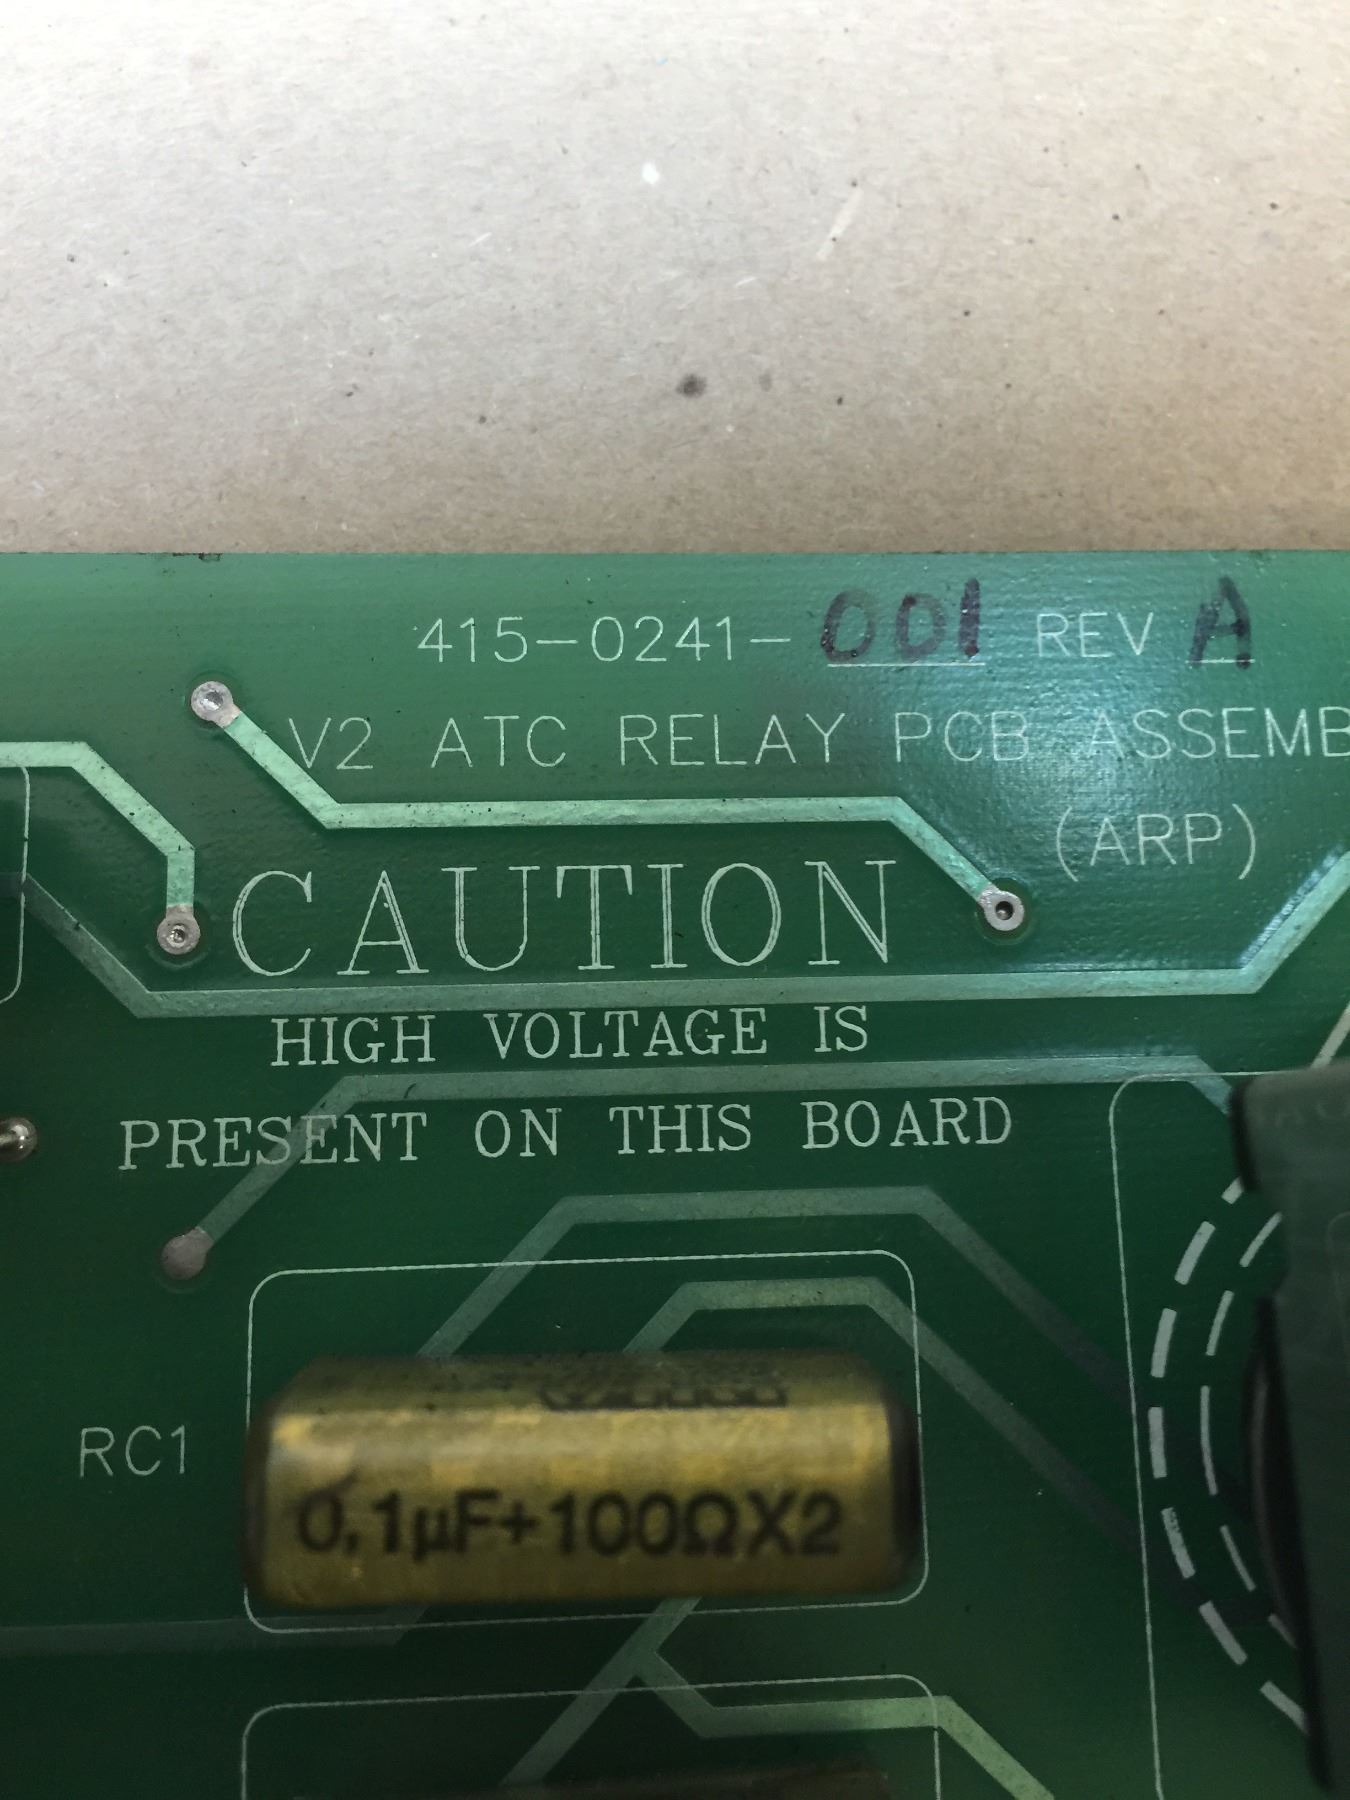 415-0241-001 REV A
V2 ATC RELAY PCB ASSEMB
(ARP)
CAUTION
HIGH VOLTAGE IS
PRESENT ON THIS BOARD
RC1
0,1µF+100ΩX2